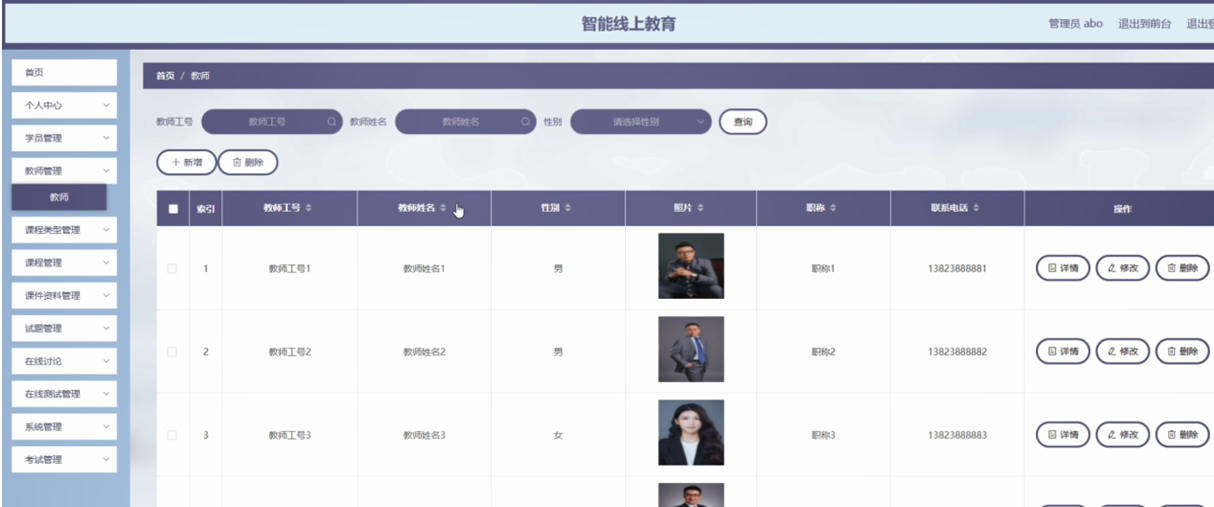 智能线上教育
管理员 abo 退出到前台
首页
个人中心
学员管理
教师管理
教师
课程类型管理
课程管理
课件资料管理
试题管理
在线讨论
在线测试管理
系统管理
考试管理
首页 / 教师
教师工号 教师工号 教师姓名 教师姓名 性别 请选择性别 查询
新增 删除
索引 教师工号 教师姓名 性别 照片 职称 联系电话 操作
1 教师工号1 教师姓名1 男 职称1 13823888881 详情 修改 删除
2 教师工号2 教师姓名2 男 职称2 13823888882 详情 修改 删除
3 教师工号3 教师姓名3 女 职称3 13823888883 详情 修改 删除